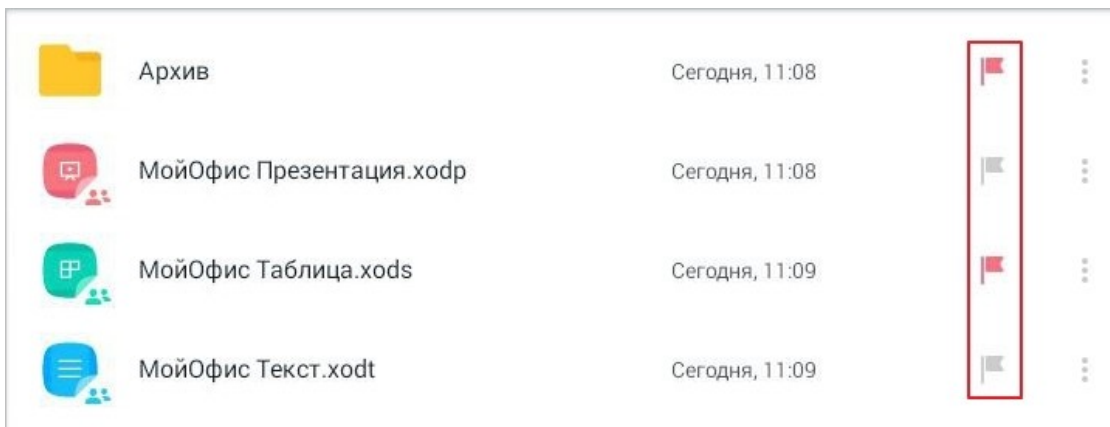 Архив Сегодня, 11:08
МойОфис Презентация.xodp Сегодня, 11:08
МойОфис Таблица.xods Сегодня, 11:09
МойОфис Текст.xodt Сегодня, 11:09